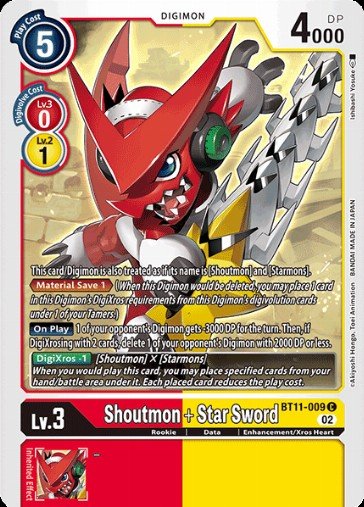 Play Cost
5
DIGIMON
DP
4000
Digivolve Cost
Lv.3
0
Lv.2
1
Ishibashi Yosuke
©Akiyoshi Hongo, Toei Animation BANDAI MADE IN JAPAN
This card/Digimon is also treated as if its name is [Shoutmon] and [Starmons].
Material Save 1 (When this Digimon would be deleted, you may place 1 card
in this Digimon's DigiXros requirements from this Digimon's digivolution cards
under 1 of your Tamers.)
On Play 1 of your opponent's Digimon gets -3000 DP for the turn. Then, if
DigiXrosing with 2 cards, delete 1 of your opponent's Digimon with 2000 DP or less.
DigiXros -1 [Shoutmon] × [Starmons]
When you would play this card, you may place specified cards from your
hand/battle area under it. Each placed card reduces the play cost.
Lv.3
Shoutmon + Star Sword
BT11-009 C
02
Rookie | Data | Enhancement/Xros Heart
Inherited Effect
-